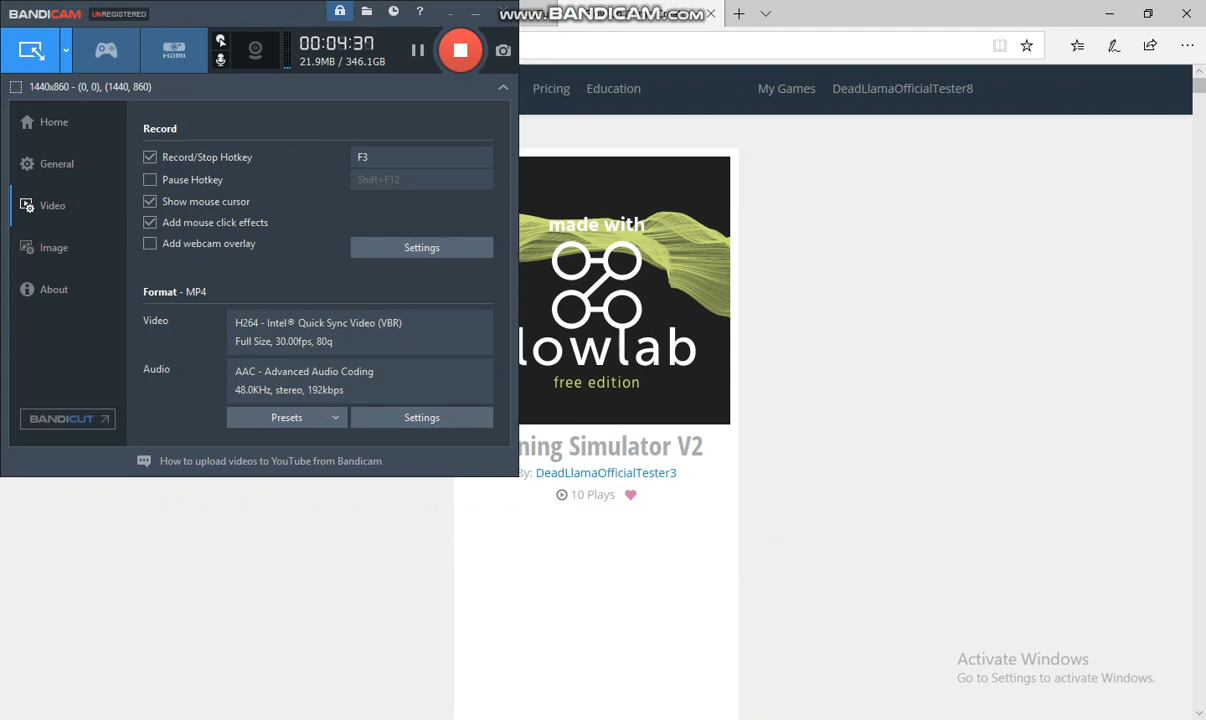 BANDICAM UNREGISTERED
www.BANDICAM.com
00:04:37
21.9MB / 346.1GB
HDMI
1440x860 - (0, 0), (1440, 860)
Home
General
Video
Image
About
BANDICUT
Record
Record/Stop Hotkey F3
Pause Hotkey Shift+F12
Show mouse cursor
Add mouse click effects
Add webcam overlay Settings
Format - MP4
Video H264 - Intel® Quick Sync Video (VBR)
Full Size, 30.00fps, 80q
Audio AAC - Advanced Audio Coding
48.0KHz, stereo, 192kbps
Presets Settings
How to upload videos to YouTube from Bandicam
Pricing Education My Games DeadLlamaOfficialTester8
made with
lowlab
free edition
ning Simulator V2
By: DeadLlamaOfficialTester3
10 Plays
Activate Windows
Go to Settings to activate Windows.